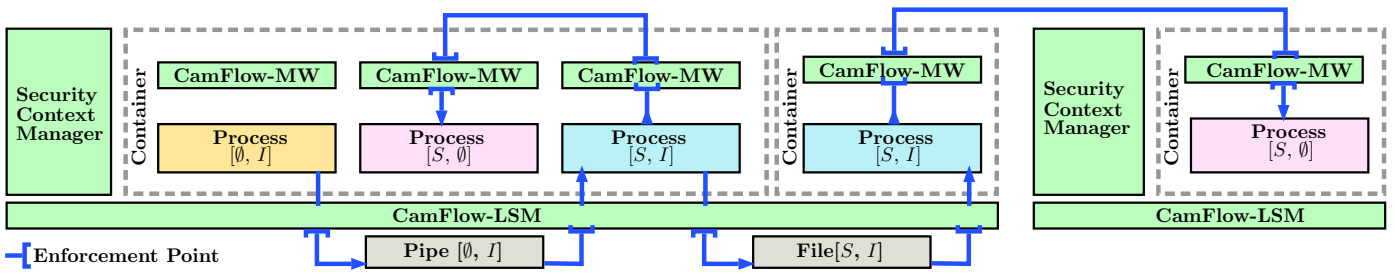 Security
Context
Manager
Container
CamFlow-MW
Process
[∅, I]
CamFlow-MW
Process
[S, ∅]
CamFlow-MW
Process
[S, I]
Container
CamFlow-MW
Process
[S, I]
CamFlow-LSM
Pipe [∅, I]
File[S, I]
Enforcement Point
Security
Context
Manager
Container
CamFlow-MW
Process
[S, ∅]
CamFlow-LSM